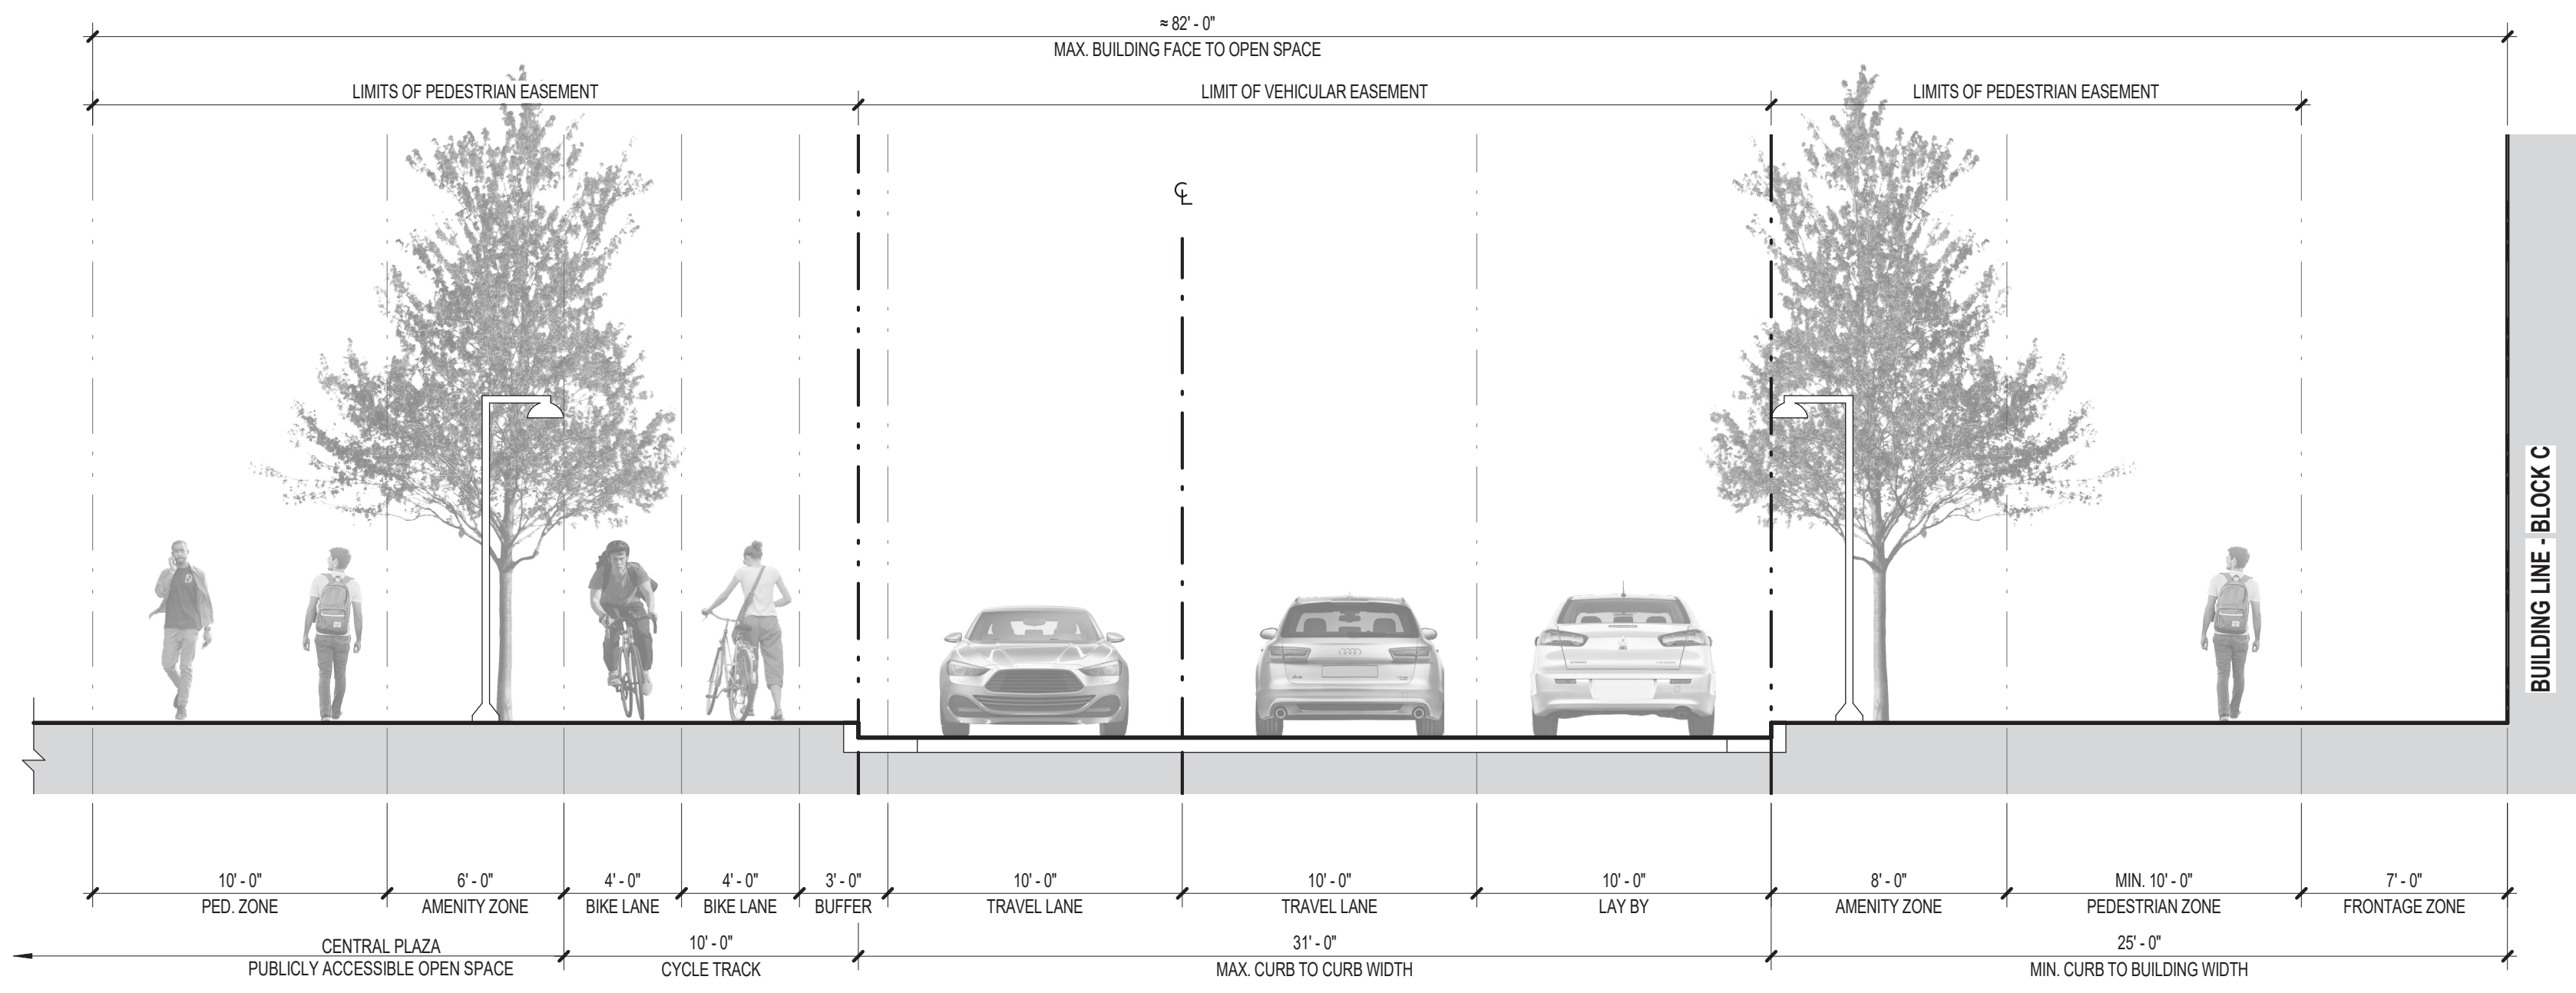 ≈ 82' - 0"
MAX. BUILDING FACE TO OPEN SPACE
LIMITS OF PEDESTRIAN EASEMENT
LIMIT OF VEHICULAR EASEMENT
LIMITS OF PEDESTRIAN EASEMENT
℄
BUILDING LINE - BLOCK C
10' - 0"
6' - 0"
4' - 0"
4' - 0"
3' - 0"
10' - 0"
10' - 0"
10' - 0"
8' - 0"
MIN. 10' - 0"
7' - 0"
PED. ZONE
AMENITY ZONE
BIKE LANE
BIKE LANE
BUFFER
TRAVEL LANE
TRAVEL LANE
LAY BY
AMENITY ZONE
PEDESTRIAN ZONE
FRONTAGE ZONE
CENTRAL PLAZA
PUBLICLY ACCESSIBLE OPEN SPACE
10' - 0"
CYCLE TRACK
31' - 0"
MAX. CURB TO CURB WIDTH
25' - 0"
MIN. CURB TO BUILDING WIDTH